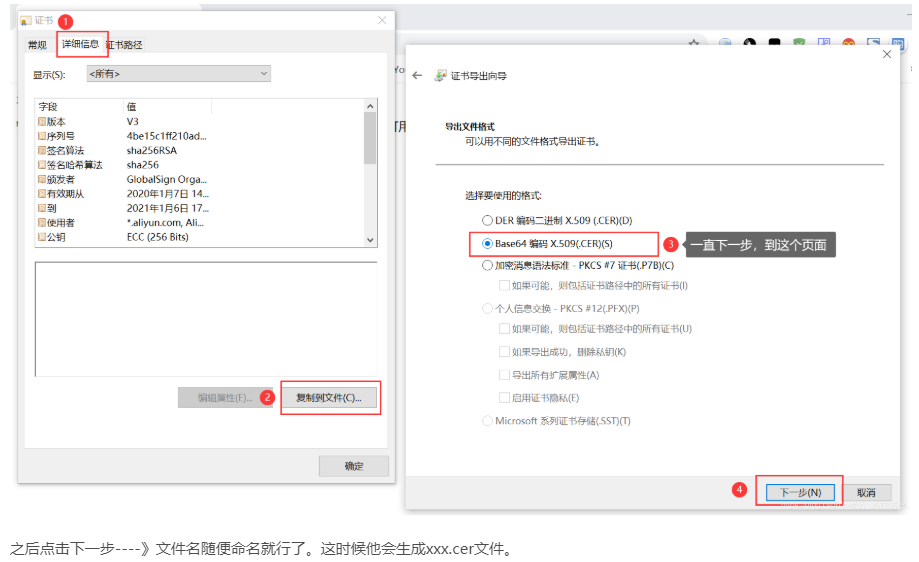 证书
1
常规
详细信息
证书路径
显示(S):
<所有>
字段
值
版本
V3
序列号
4be15c1ff210ad...
签名算法
sha256RSA
签名哈希算法
sha256
颁发者
GlobalSign Orga...
有效期从
2020年1月7日 14...
到
2021年1月6日 17...
使用者
*.aliyun.com, Ali...
公钥
ECC (256 Bits)
编辑属性(E)...
2
复制到文件(C)...
确定
证书导出向导
导出文件格式
可以用不同的文件格式导出证书。
选择要使用的格式:
DER 编码二进制 X.509 (.CER)(D)
Base64 编码 X.509(.CER)(S)
3
一直下一步，到这个页面
加密消息语法标准 - PKCS #7 证书(.P7B)(C)
如果可能，则包括证书路径中的所有证书(I)
个人信息交换 - PKCS #12(.PFX)(P)
如果可能，则包括证书路径中的所有证书(U)
如果导出成功，删除私钥(K)
导出所有扩展属性(A)
启用证书隐私(E)
Microsoft 系列证书存储(.SST)(T)
4
下一步(N)
取消
之后点击下一步----》文件名随便命名就行了。这时候他会生成xxx.cer文件。